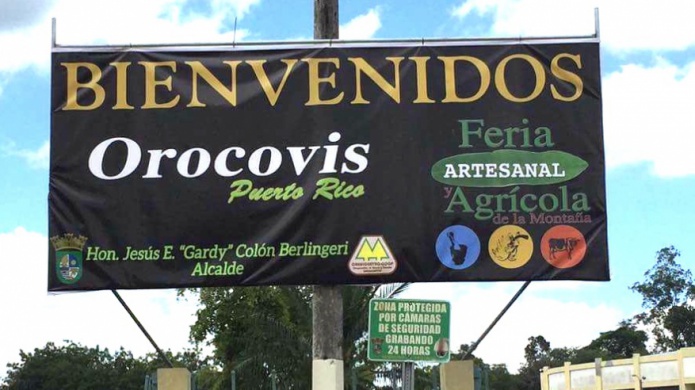 BIENVENIDOS
Orocovis
Puerto Rico
Feria
ARTESANAL
y Agrícola
de la Montaña
Hon. Jesús E. "Gardy" Colón Berlingeri
Alcalde
ZONA PROTEGIDA
POR CÁMARAS
DE SEGURIDAD
GRABANDO
24 HORAS